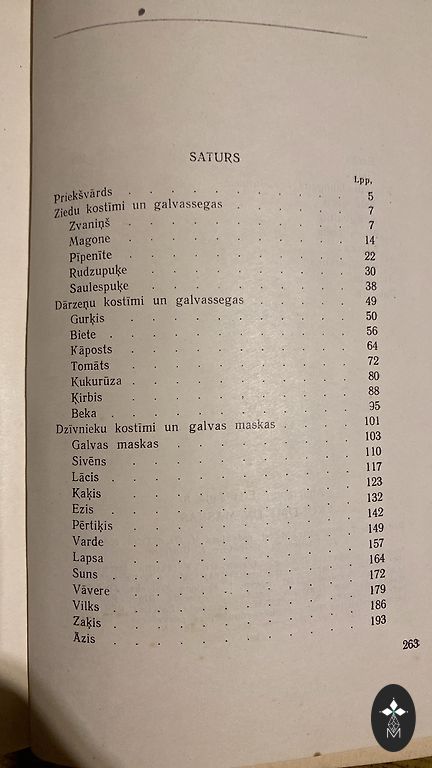 SATURS
Lpp.
Priekšvārds . . . . . . . . . 5
Ziedu kostīmi un galvassegas . . . . 7
Zvaniņš . . . . . . . . 7
Magone . . . . . . . . 14
Pīpenīte . . . . . . . . 22
Rudzupuķe . . . . . . . 30
Saulespuķe . . . . . . . 38
Dārzeņu kostīmi un galvassegas . . . 49
Gurķis . . . . . . . . 50
Biete . . . . . . . . . 56
Kāposts . . . . . . . . 64
Tomāts . . . . . . . . 72
Kukurūza . . . . . . . . 80
Ķirbis . . . . . . . . 88
Beka . . . . . . . . . 95
Dzīvnieku kostīmi un galvas maskas . . 101
Galvas maskas . . . . . . 103
Sivēns . . . . . . . . 110
Lācis . . . . . . . . . 117
Kaķis . . . . . . . . . 123
Ezis . . . . . . . . . 132
Pērtiķis . . . . . . . . 142
Varde . . . . . . . . 149
Lapsa . . . . . . . . 157
Suns . . . . . . . . . 164
Vāvere . . . . . . . . 172
Vilks . . . . . . . . . 179
Zaķis . . . . . . . . . 186
Āzis . . . . . . . . . 193
263
M